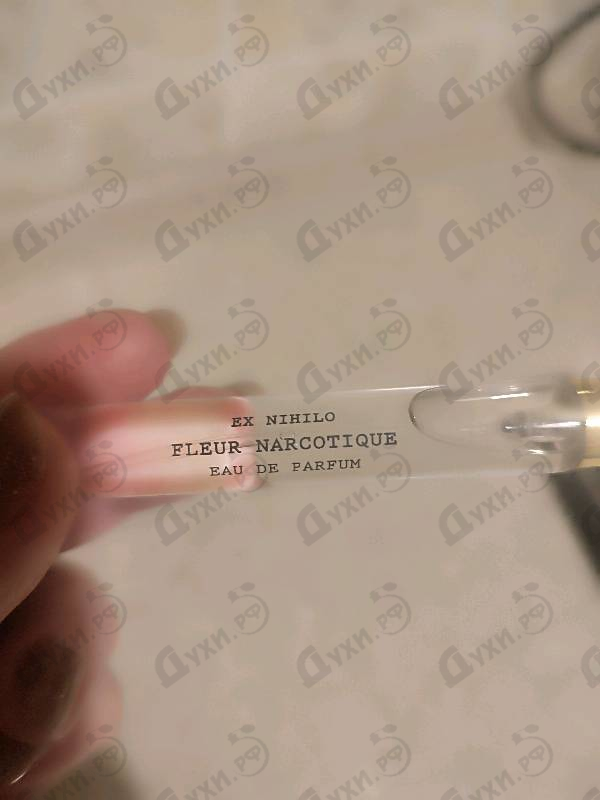 EX NIHILO
FLEUR NARCOTIQUE
EAU DE PARFUM
Духи.рф